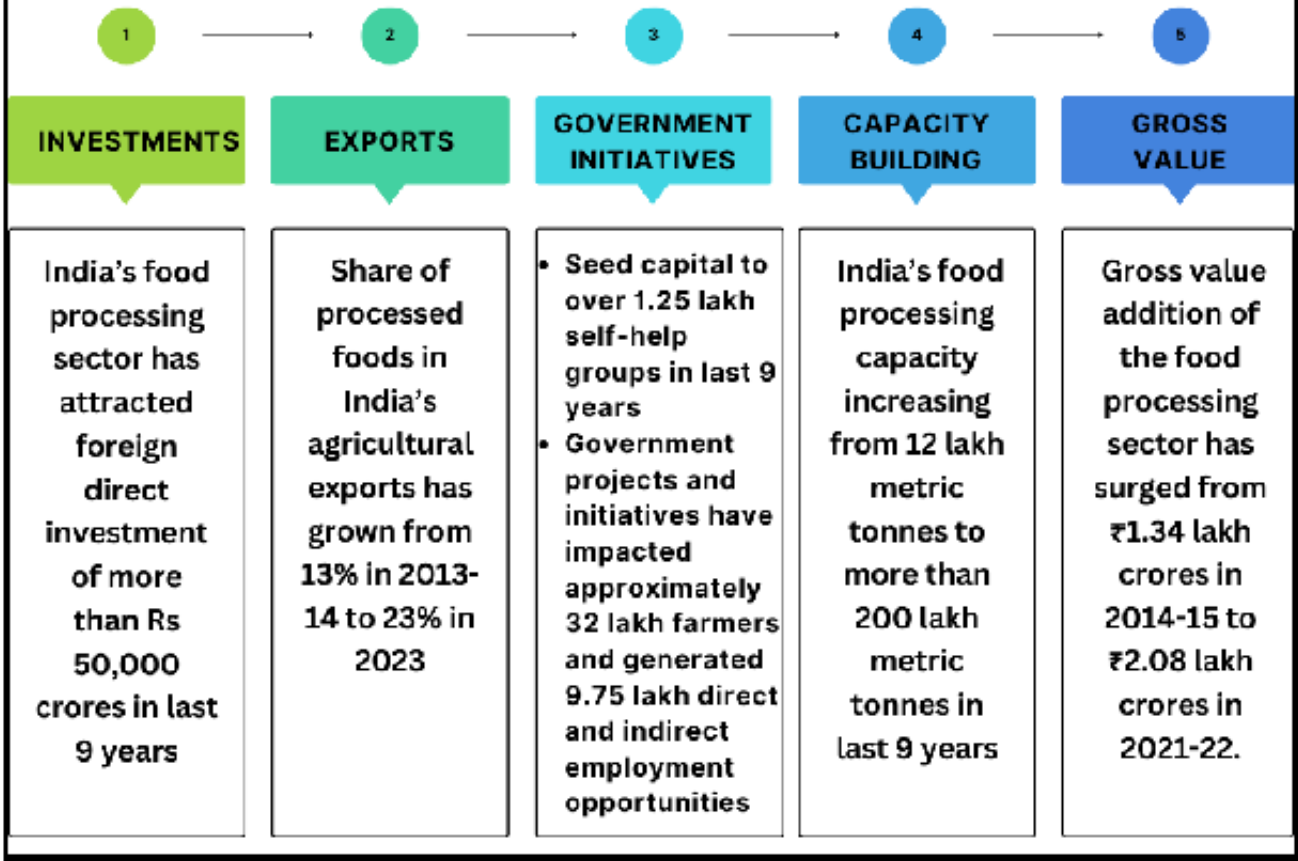 1
2
3
4
5
INVESTMENTS
India's food
processing
sector has
attracted
foreign
direct
investment
of more
than Rs
50,000
crores in last
9 years
EXPORTS
Share of
processed
foods in
India's
agricultural
exports has
grown from
13% in 2013-
14 to 23% in
2023
GOVERNMENT
INITIATIVES
• Seed capital to
over 1.25 lakh
self-help
groups in last 9
years
• Government
projects and
initiatives have
impacted
approximately
32 lakh farmers
and generated
9.75 lakh direct
and indirect
employment
opportunities
CAPACITY
BUILDING
India's food
processing
capacity
increasing
from 12 lakh
metric
tonnes to
more than
200 lakh
metric
tonnes in
last 9 years
GROSS
VALUE
Gross value
addition of
the food
processing
sector has
surged from
₹1.34 lakh
crores in
2014-15 to
₹2.08 lakh
crores in
2021-22.